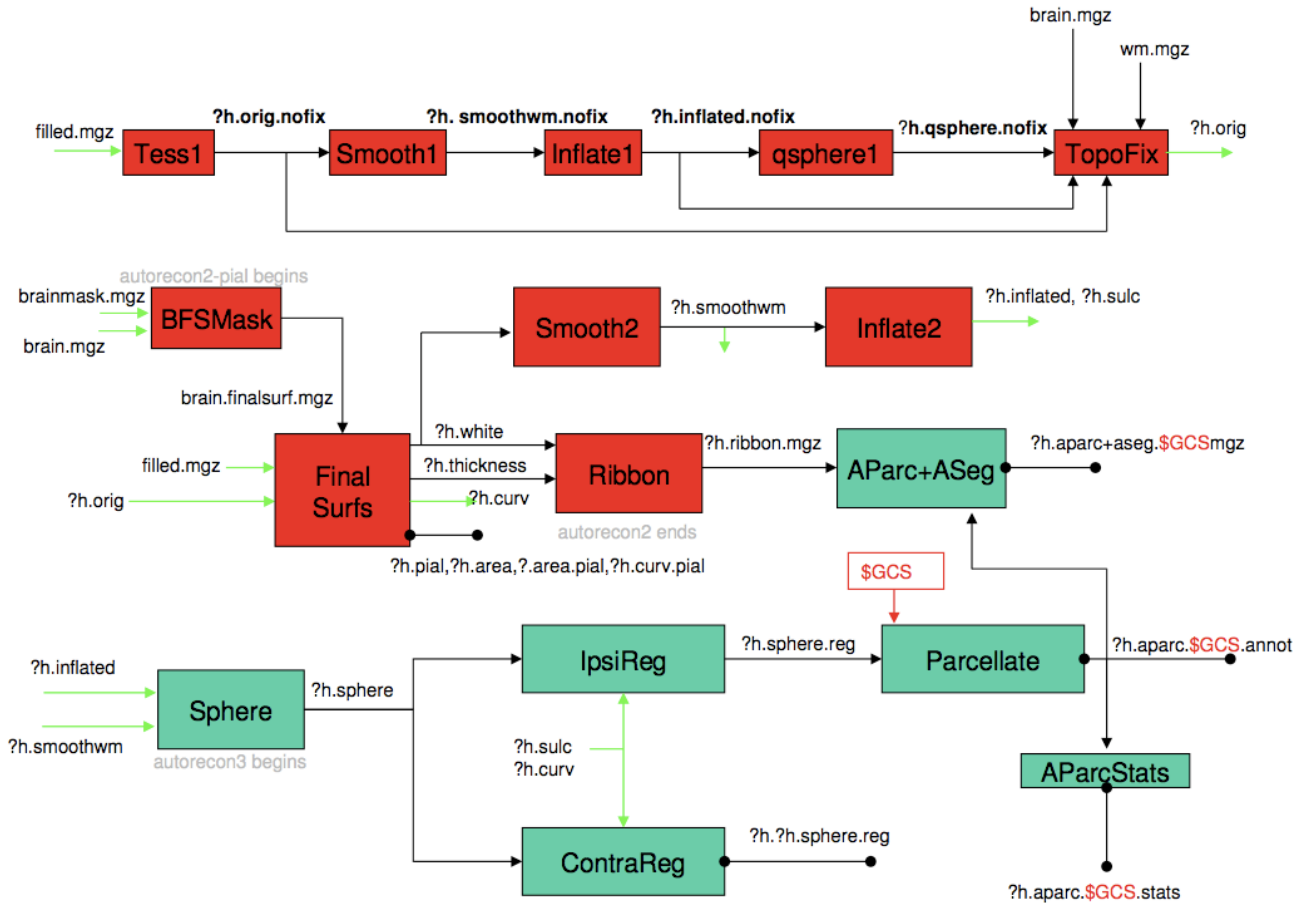 brain.mgz
wm.mgz
?h.orig.nofix
?h. smoothwm.nofix
?h.inflated.nofix
?h.qsphere.nofix
?h.orig
filled.mgz
Tess1
Smooth1
Inflate1
qsphere1
TopoFix
autorecon2-pial begins
brainmask.mgz
BFSMask
brain.mgz
?h.smoothwm
?h.inflated, ?h.sulc
Smooth2
Inflate2
brain.finalsurf.mgz
?h.white
?h.ribbon.mgz
?h.aparc+aseg.$GCSmgz
filled.mgz
?h.thickness
Final
Surfs
Ribbon
AParc+ASeg
?h.orig
?h.curv
autorecon2 ends
?h.pial,?h.area,?.area.pial,?h.curv.pial
$GCS
?h.inflated
?h.sphere
IpsiReg
?h.sphere.reg
Parcellate
?h.aparc.$GCS.annot
Sphere
?h.smoothwm
autorecon3 begins
?h.sulc
?h.curv
AParcStats
ContraReg
?h.?h.sphere.reg
?h.aparc.$GCS.stats